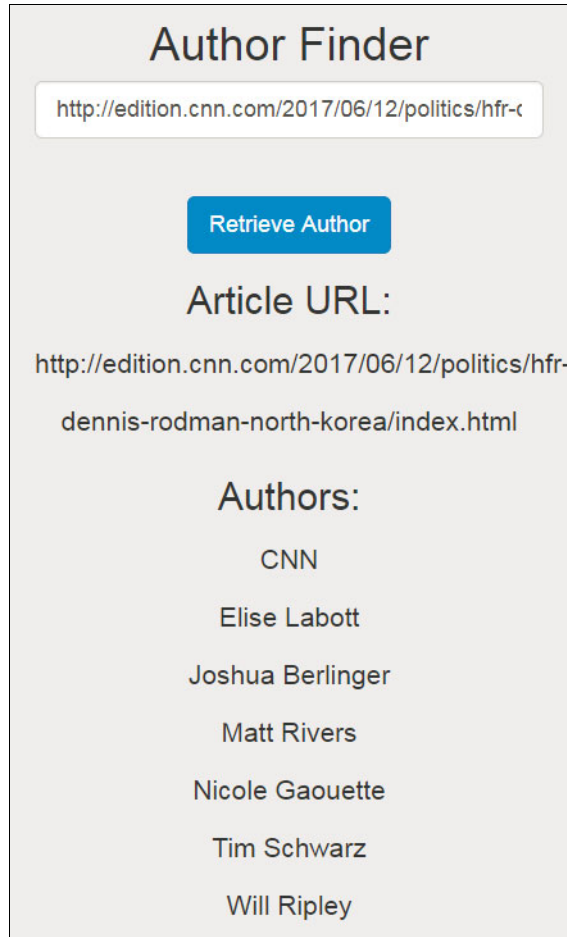 Author Finder
http://edition.cnn.com/2017/06/12/politics/hfr-c
Retrieve Author
Article URL:
http://edition.cnn.com/2017/06/12/politics/hfr-
dennis-rodman-north-korea/index.html
Authors:
CNN
Elise Labott
Joshua Berlinger
Matt Rivers
Nicole Gaouette
Tim Schwarz
Will Ripley